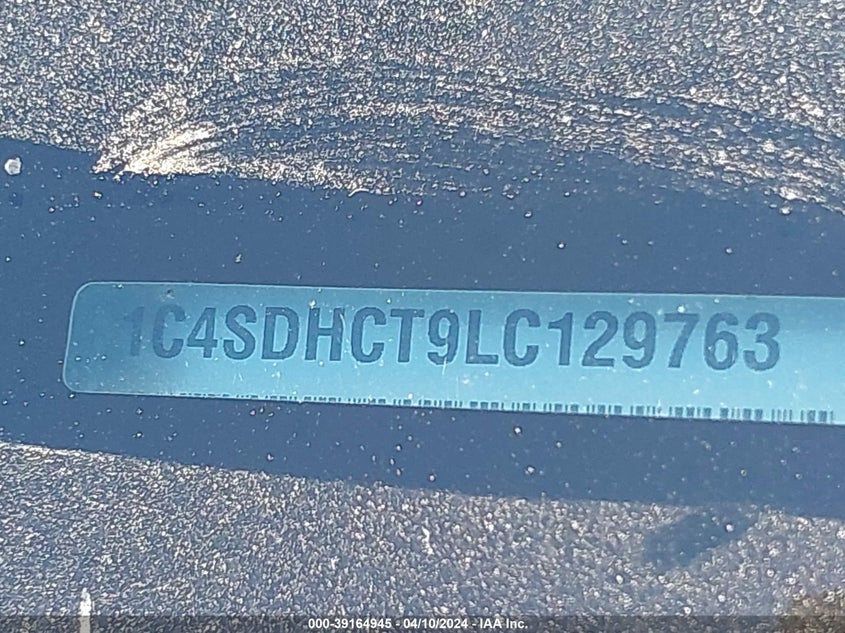 1C4SDHCT9LC129763
000-39164945 - 04/10/2024 - IAA Inc.